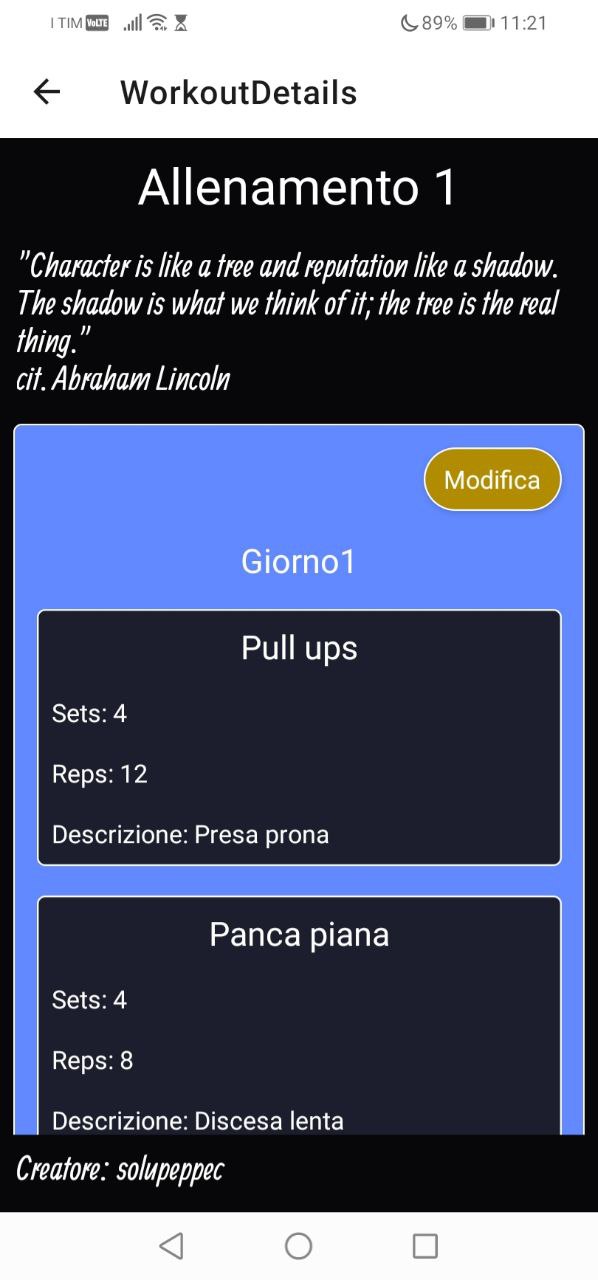 I TIM VoLTE 89% 11:21
WorkoutDetails
Allenamento 1
"Character is like a tree and reputation like a shadow.
The shadow is what we think of it; the tree is the real
thing."
cit. Abraham Lincoln
Modifica
Giorno1
Pull ups
Sets: 4
Reps: 12
Descrizione: Presa prona
Panca piana
Sets: 4
Reps: 8
Descrizione: Discesa lenta
Creatore: solupeppec